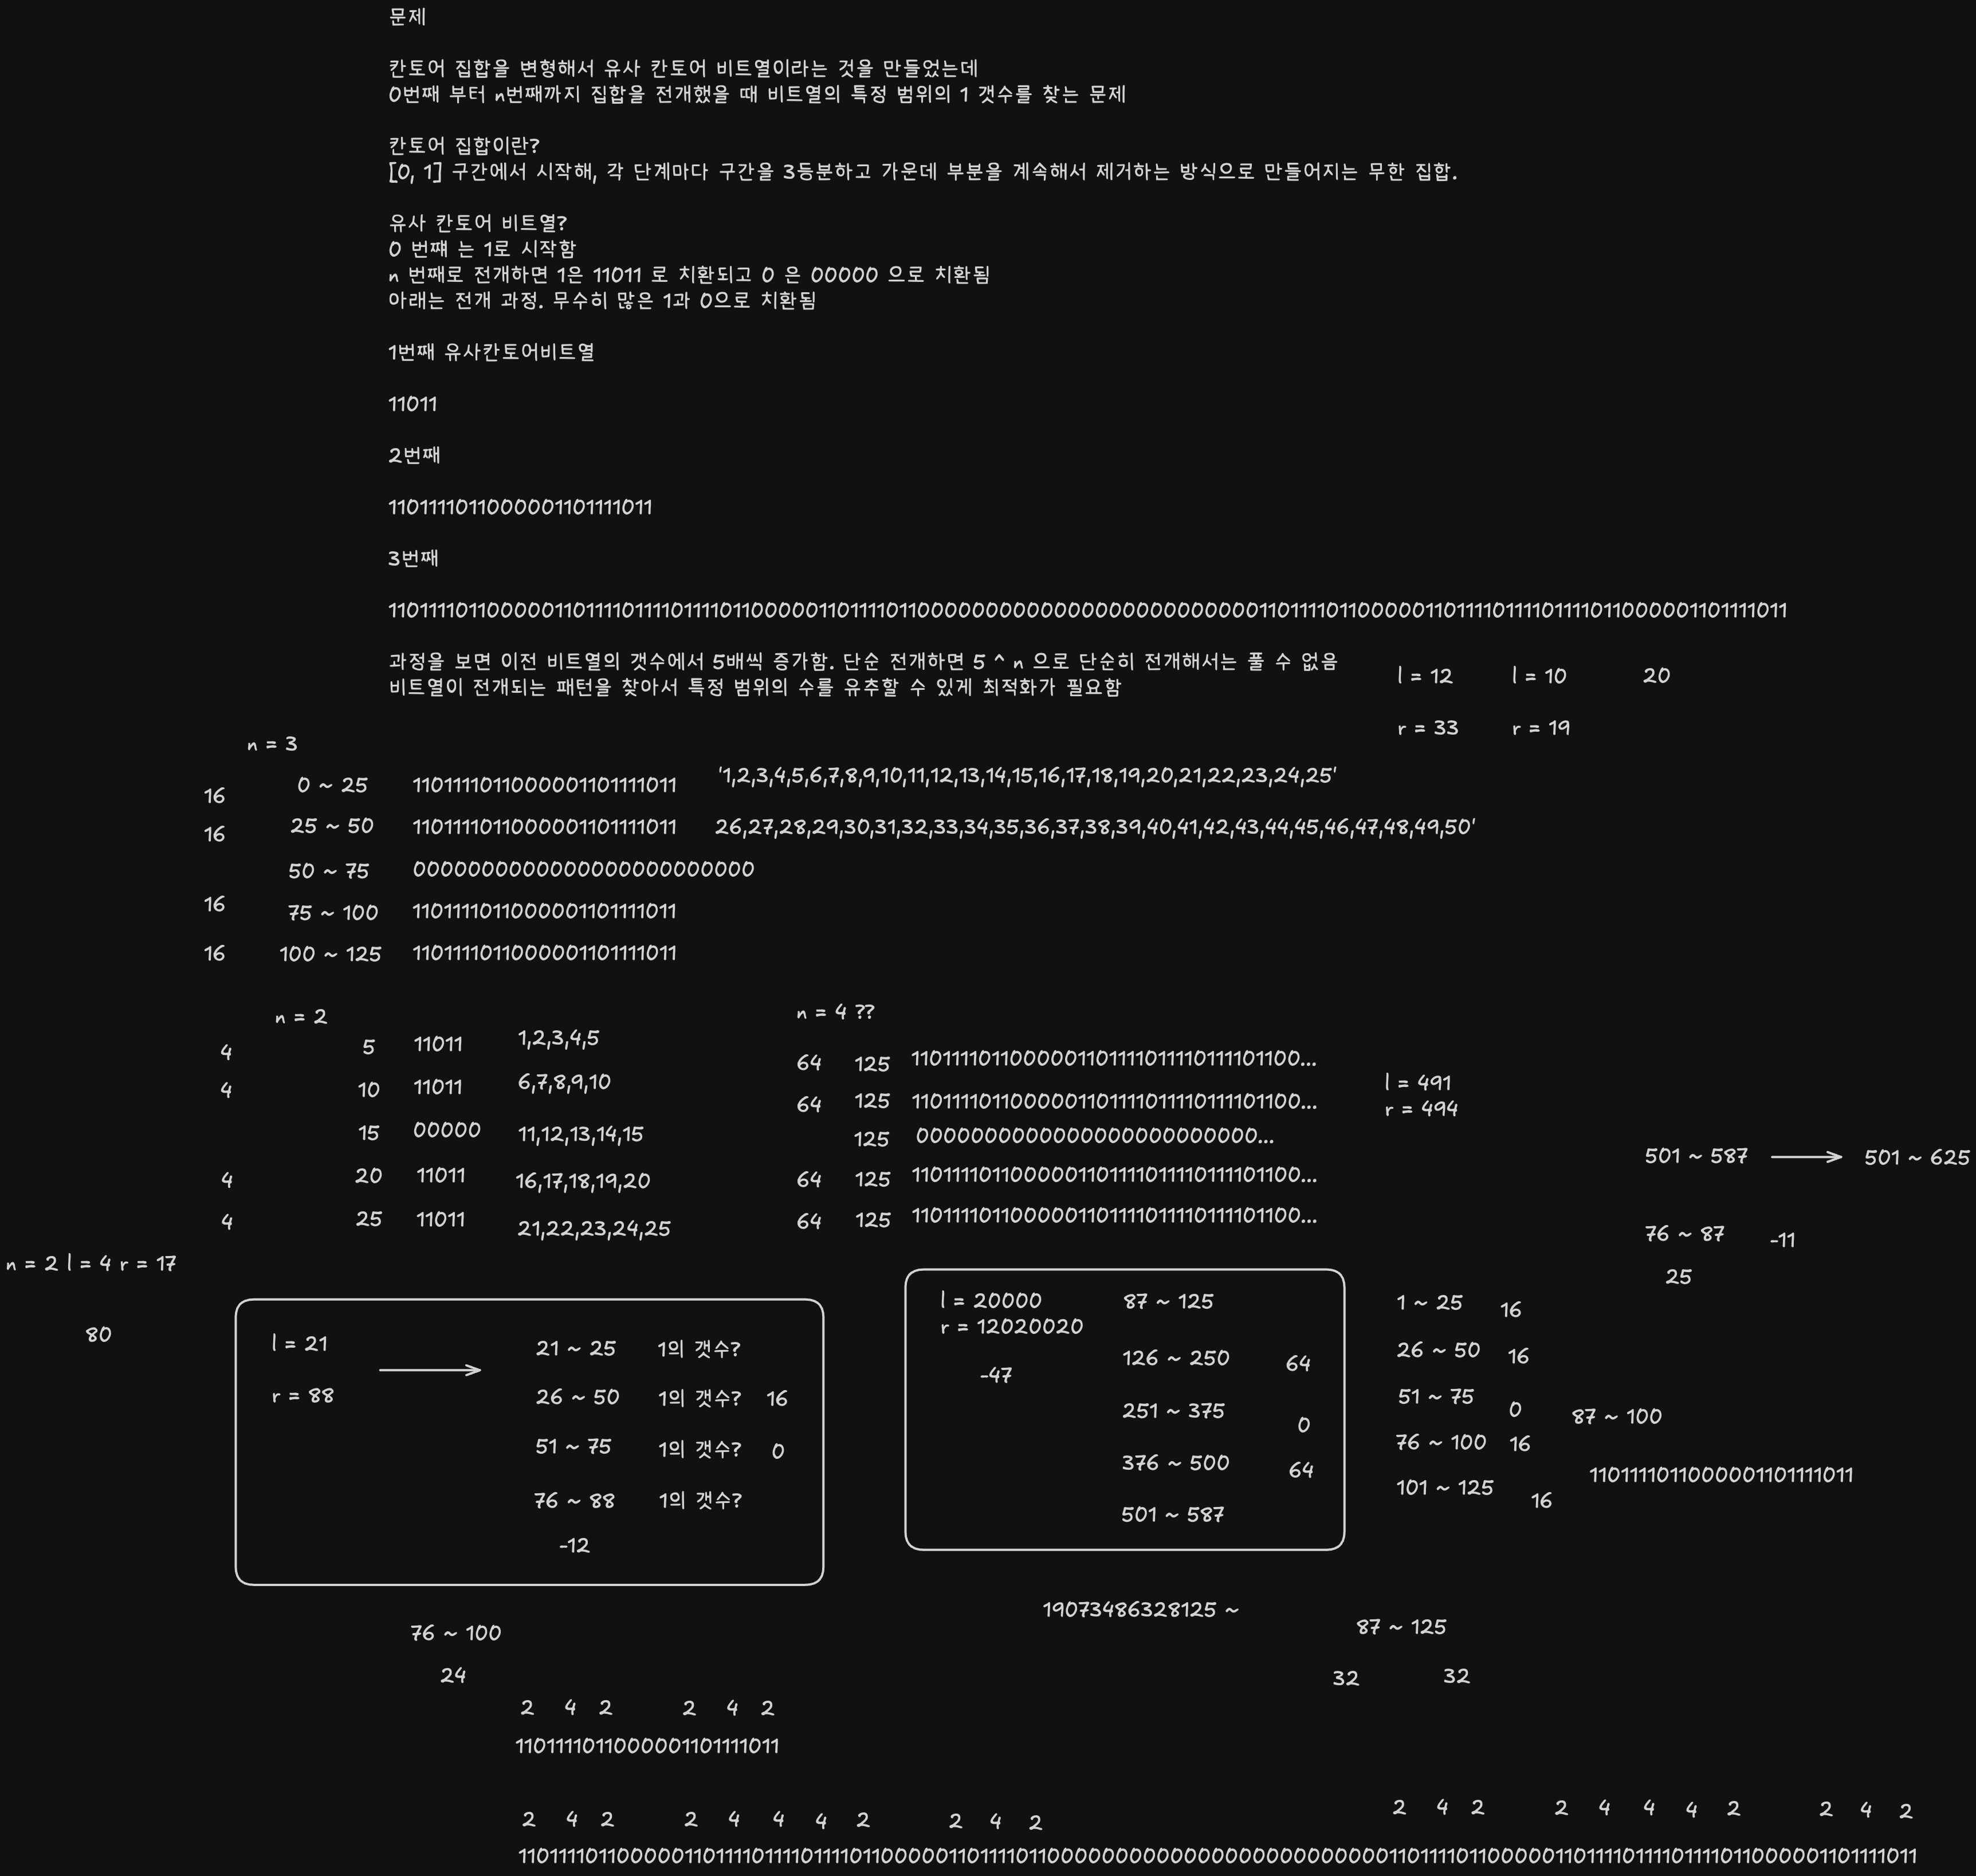 문제
칸토어 집합을 변형해서 유사 칸토어 비트열이라는 것을 만들었는데
0번째 부터 n번째까지 집합을 전개했을 때 비트열의 특정 범위의 1 갯수를 찾는 문제
칸토어 집합이란?
[0, 1] 구간에서 시작해, 각 단계마다 구간을 3등분하고 가운데 부분을 계속해서 제거하는 방식으로 만들어지는 무한 집합.
유사 칸토어 비트열?
0 번쨰 는 1로 시작함
n 번째로 전개하면 1은 11011 로 치환되고 0 은 00000 으로 치환됨
아래는 전개 과정. 무수히 많은 1과 0으로 치환됨
1번째 유사칸토어비트열
11011
2번째
1101111011000001101111011
3번째
11011110110000011011110111101111011000001101111011000000000000000000000000011011110110000011011110111101111011000001101111011
과정을 보면 이전 비트열의 갯수에서 5배씩 증가함. 단순 전개하면 5 ^ n 으로 단순히 전개해서는 풀 수 없음
비트열이 전개되는 패턴을 찾아서 특정 범위의 수를 유추할 수 있게 최적화가 필요함
l = 12 l = 10 20
r = 33 r = 19
n = 3
16 0 ~ 25 1101111011000001101111011 '1,2,3,4,5,6,7,8,9,10,11,12,13,14,15,16,17,18,19,20,21,22,23,24,25'
16 25 ~ 50 1101111011000001101111011 26,27,28,29,30,31,32,33,34,35,36,37,38,39,40,41,42,43,44,45,46,47,48,49,50'
50 ~ 75 0000000000000000000000000
16 75 ~ 100 1101111011000001101111011
16 100 ~ 125 1101111011000001101111011
n = 2
4 5 11011 1,2,3,4,5
4 10 11011 6,7,8,9,10
15 00000 11,12,13,14,15
4 20 11011 16,17,18,19,20
4 25 11011 21,22,23,24,25
n = 4 ??
64 125 1101111011000001101111011110111101100...
64 125 1101111011000001101111011110111101100...
125 0000000000000000000000000...
64 125 1101111011000001101111011110111101100...
64 125 1101111011000001101111011110111101100...
l = 491
r = 494
501 ~ 587 501 ~ 625
76 ~ 87 -11
25
n = 2 l = 4 r = 17
80
l = 21
r = 88
21 ~ 25 1의 갯수?
26 ~ 50 1의 갯수? 16
51 ~ 75 1의 갯수? 0
76 ~ 88 1의 갯수?
-12
l = 20000
r = 12020020
-47
87 ~ 125
126 ~ 250 64
251 ~ 375 0
376 ~ 500 64
501 ~ 587
1 ~ 25 16
26 ~ 50 16
51 ~ 75 0
76 ~ 100 16
101 ~ 125 16
87 ~ 100
1101111011000001101111011
76 ~ 100
24
19073486328125 ~
87 ~ 125
32 32
2 4 2 2 4 2
1101111011000001101111011
2 4 2 2 4 4 4 2 2 4 2 2 4 2 2 4 4 4 2 2 4 2
11011110110000011011110111101111011000001101111011000000000000000000000000011011110110000011011110111101111011000001101111011